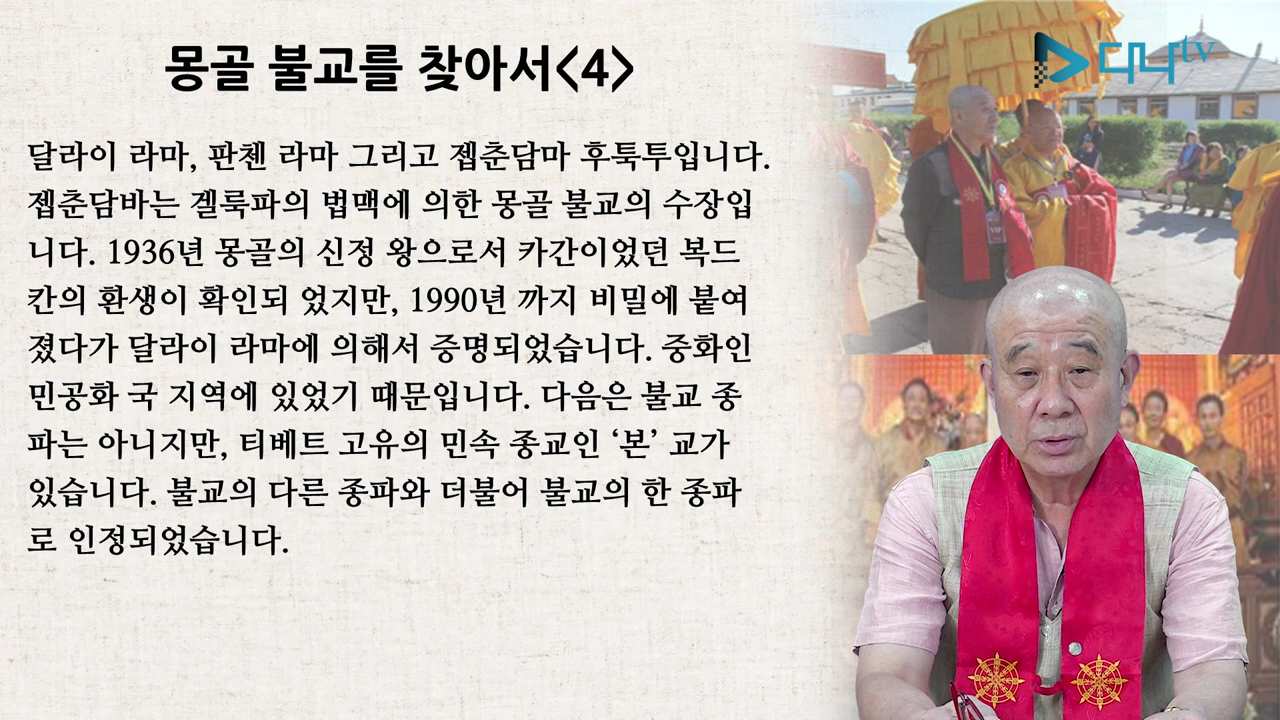 몽골 불교를 찾아서<4>
다나tv
달라이 라마, 판첸 라마 그리고 젭춘담마 후툭투입니다.
젭춘담바는 겔룩파의 법맥에 의한 몽골 불교의 수장입
니다. 1936년 몽골의 신정 왕으로서 카간이었던 복드
칸의 환생이 확인되 었지만, 1990년 까지 비밀에 붙여
졌다가 달라이 라마에 의해서 증명되었습니다. 중화인
민공화 국 지역에 있었기 때문입니다. 다음은 불교 종
파는 아니지만, 티베트 고유의 민속 종교인 ‘본’ 교가
있습니다. 불교의 다른 종파와 더불어 불교의 한 종파
로 인정되었습니다.
VIP